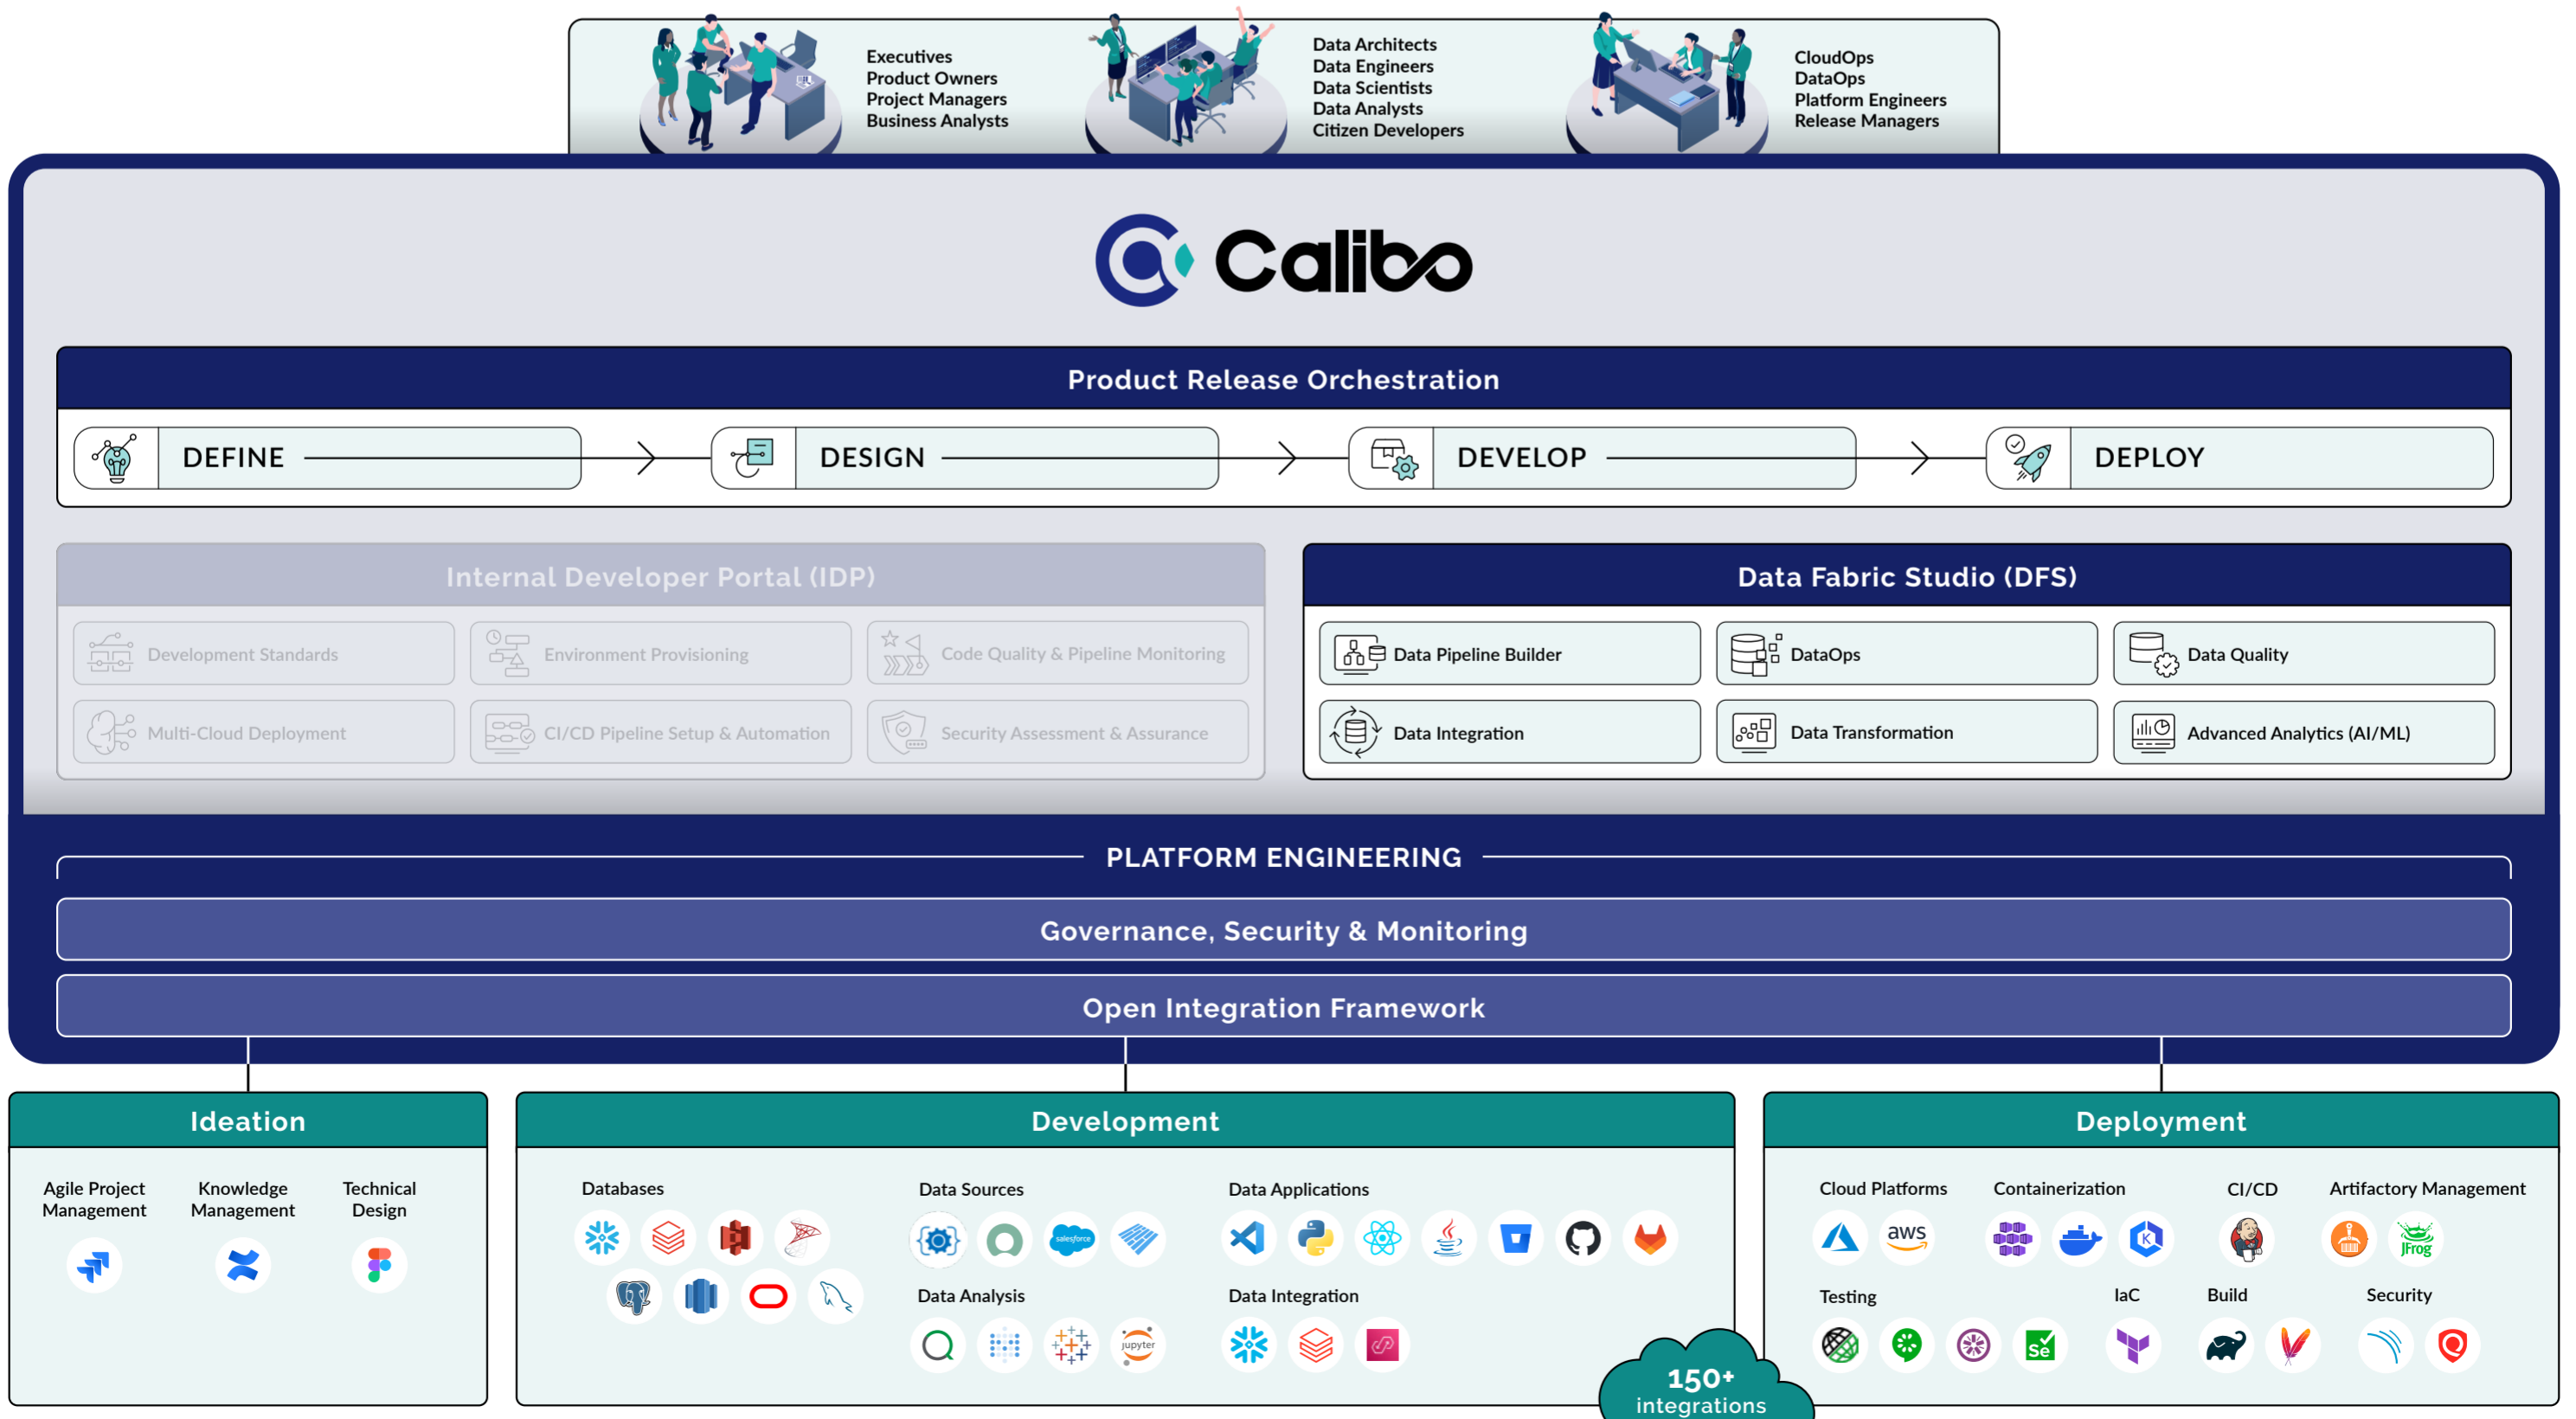 Executives
Product Owners
Project Managers
Business Analysts
Data Architects
Data Engineers
Data Scientists
Data Analysts
Citizen Developers
CloudOps
DataOps
Platform Engineers
Release Managers
Calibo
Product Release Orchestration
DEFINE
DESIGN
DEVELOP
DEPLOY
Internal Developer Portal (IDP)
Development Standards
Environment Provisioning
Code Quality & Pipeline Monitoring
Multi-Cloud Deployment
CI/CD Pipeline Setup & Automation
Security Assessment & Assurance
Data Fabric Studio (DFS)
Data Pipeline Builder
DataOps
Data Quality
Data Integration
Data Transformation
Advanced Analytics (AI/ML)
PLATFORM ENGINEERING
Governance, Security & Monitoring
Open Integration Framework
Ideation
Agile Project
Management
Knowledge
Management
Technical
Design
Development
Databases
Data Sources
salesforce
Data Applications
Data Analysis
jupyter
Data Integration
150+
integrations
Deployment
Cloud Platforms
aws
Containerization
K
CI/CD
Artifactory Management
JFrog
Testing
Se
IaC
Build
Security